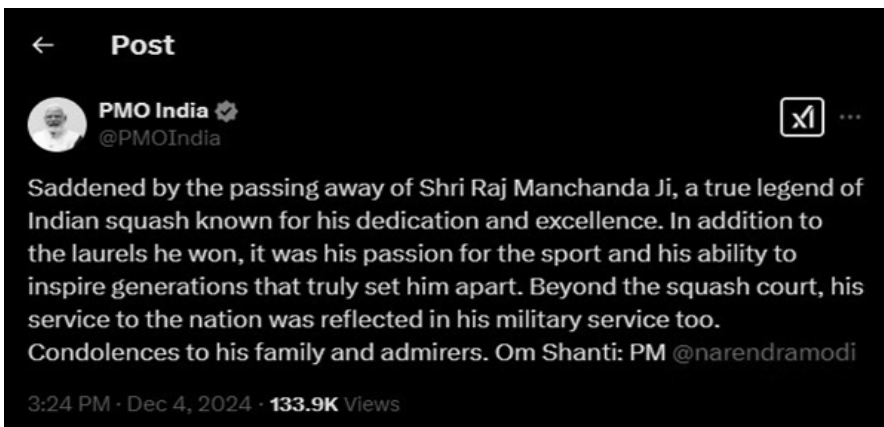 Post
PMO India
@PMOIndia
Saddened by the passing away of Shri Raj Manchanda Ji, a true legend of
Indian squash known for his dedication and excellence. In addition to
the laurels he won, it was his passion for the sport and his ability to
inspire generations that truly set him apart. Beyond the squash court, his
service to the nation was reflected in his military service too.
Condolences to his family and admirers. Om Shanti: PM @narendramodi
3:24 PM · Dec 4, 2024 · 133.9K Views